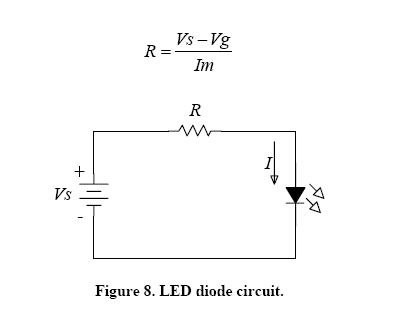 R = Vs – Vg / Im
R
I
+
Vs
-
Figure 8. LED diode circuit.